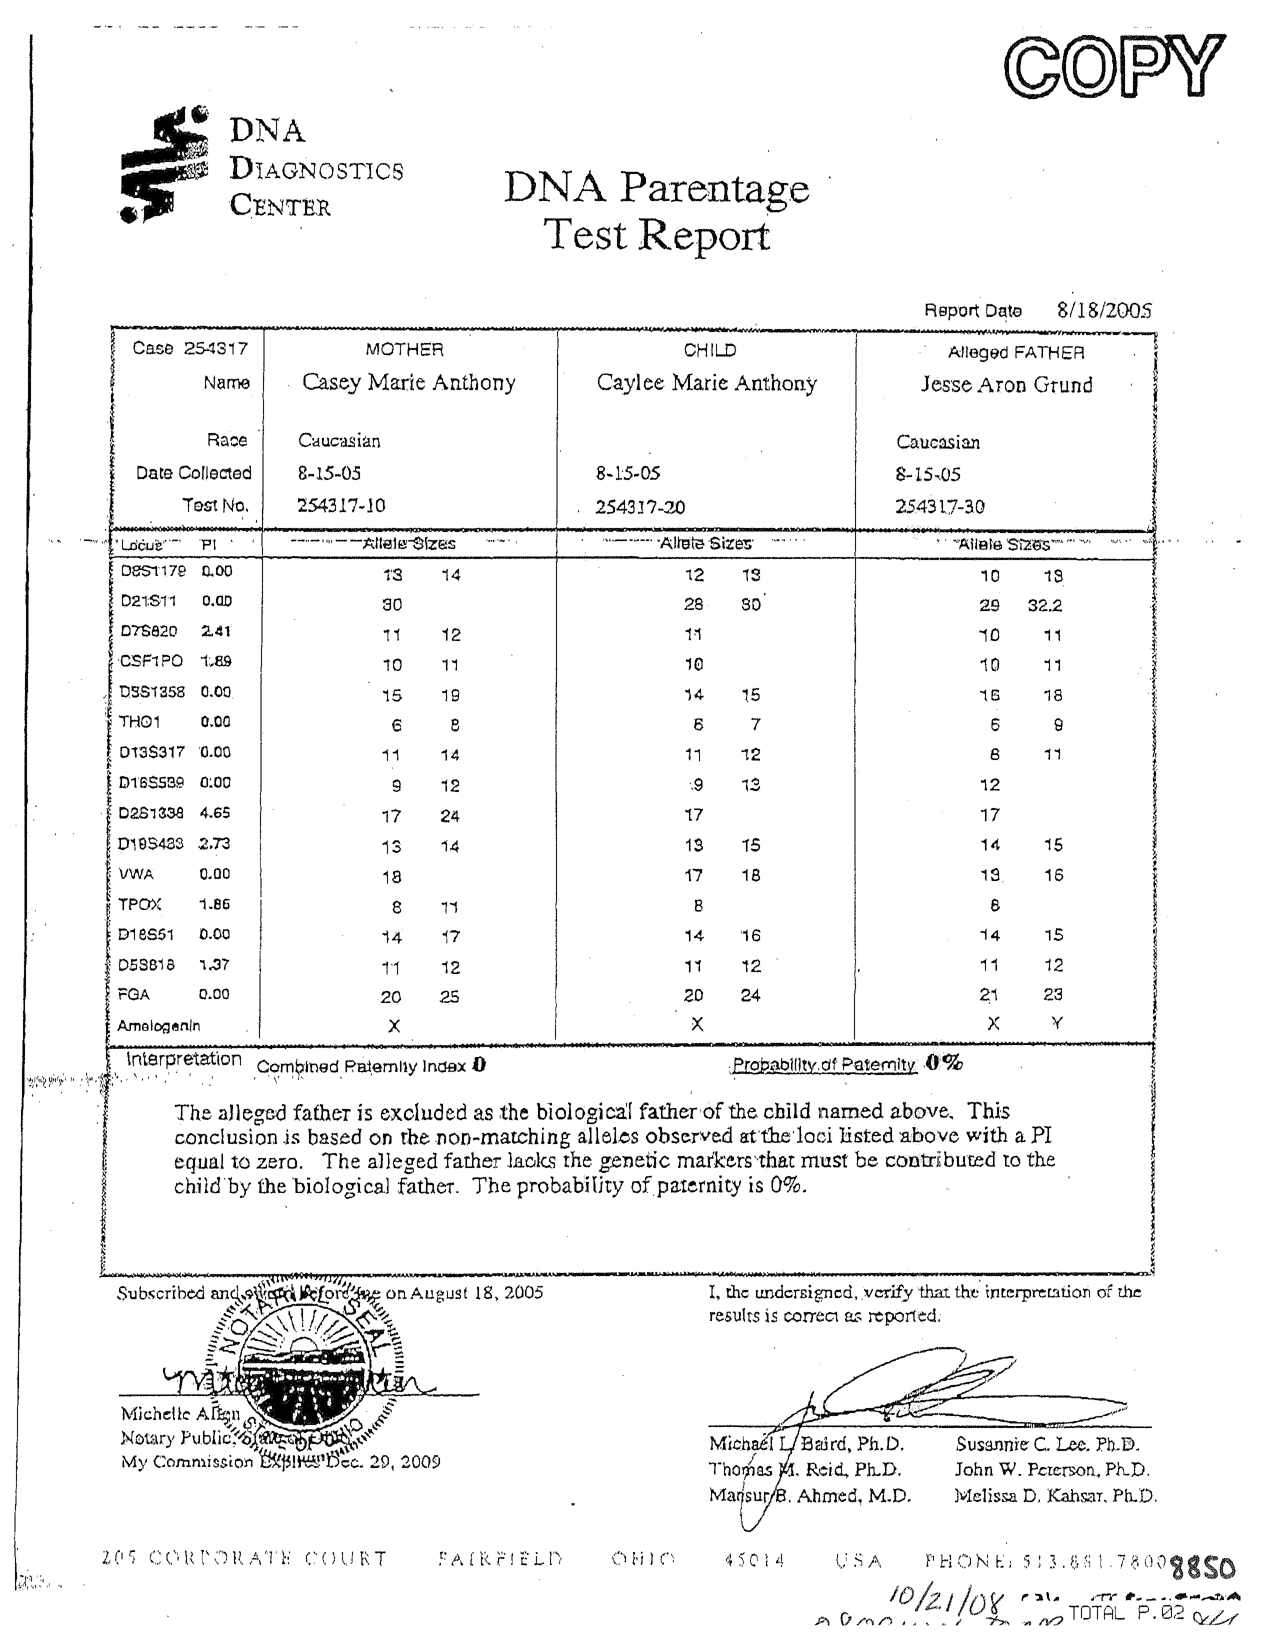 COPY
DNA
DIAGNOSTICS
CENTER
DNA Parentage
Test Report
Report Date 8/18/2005
Case 254317 MOTHER CHILD Alleged FATHER
Name Casey Marie Anthony Caylee Marie Anthony Jesse Aron Grund
Race Caucasian Caucasian
Date Collected 8-15-05 8-15-05 8-15-05
Test No. 254317-10 254317-20 254317-30
Locus PI Allele Sizes Allele Sizes Allele Sizes
D8S1179 0.00 13 14 12 13 10 13
D21S11 0.00 30 28 30 29 32.2
D7S820 2.41 11 12 11 10 11
CSF1PO 1.89 10 11 10 10 11
D3S1358 0.00 15 19 14 15 16 18
THO1 0.00 6 8 6 7 6 9
D13S317 0.00 11 14 11 12 8 11
D16S539 0.00 9 12 9 13 12
D2S1338 4.65 17 24 17 17
D19S433 2.73 13 14 13 15 14 15
VWA 0.00 18 17 18 13 16
TPOX 1.86 8 11 8 8
D18S51 0.00 14 17 14 16 14 15
D5S818 1.37 11 12 11 12 11 12
FGA 0.00 20 25 20 24 21 23
Amelogenin X X X Y
Interpretation Combined Paternity Index 0 Probability of Paternity 0%
The alleged father is excluded as the biological father of the child named above. This
conclusion is based on the non-matching alleles observed at the loci listed above with a PI
equal to zero. The alleged father lacks the genetic markers that must be contributed to the
child by the biological father. The probability of paternity is 0%.
Subscribed and sworn before me on August 18, 2005
I, the undersigned, verify that the interpretation of the
results is correct as reported.
NOTARIAL SEAL
STATE OF OHIO
Michelle Allen
Notary Public, State of Ohio
My Commission Expires Dec. 29, 2009
Michael L. Baird, Ph.D. Susannie C. Lee, Ph.D.
Thomas M. Reid, Ph.D. John W. Peterson, Ph.D.
Mansur B. Ahmed, M.D. Melissa D. Kahsar, Ph.D.
205 CORPORATE COURT FAIRFIELD OHIO 45014 USA PHONE: 513.881.7800
8850
10/21/08
TOTAL P.02